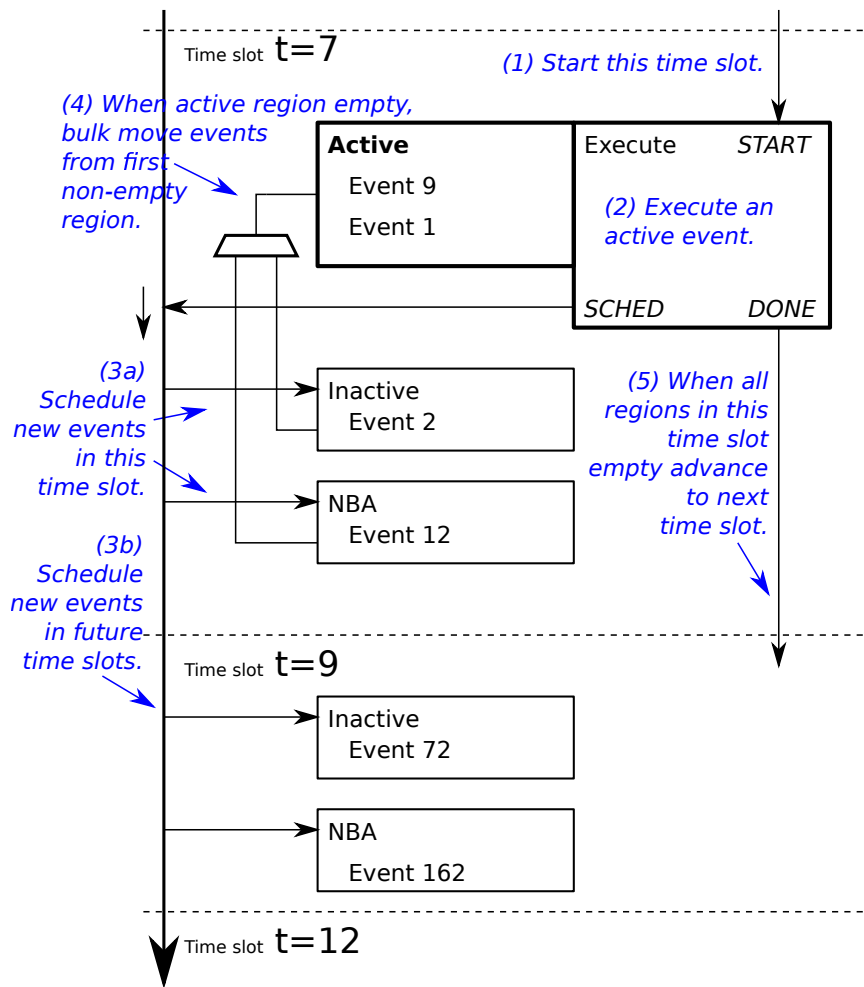 Time slot t=7
(1) Start this time slot.
(4) When active region empty,
bulk move events
from first
non-empty
region.
Active
Event 9
Event 1
Execute START
(2) Execute an
active event.
SCHED DONE
(3a)
Schedule
new events
in this
time slot.
Inactive
Event 2
(5) When all
regions in this
time slot
empty advance
to next
time slot.
NBA
Event 12
(3b)
Schedule
new events
in future
time slots.
Time slot t=9
Inactive
Event 72
NBA
Event 162
Time slot t=12